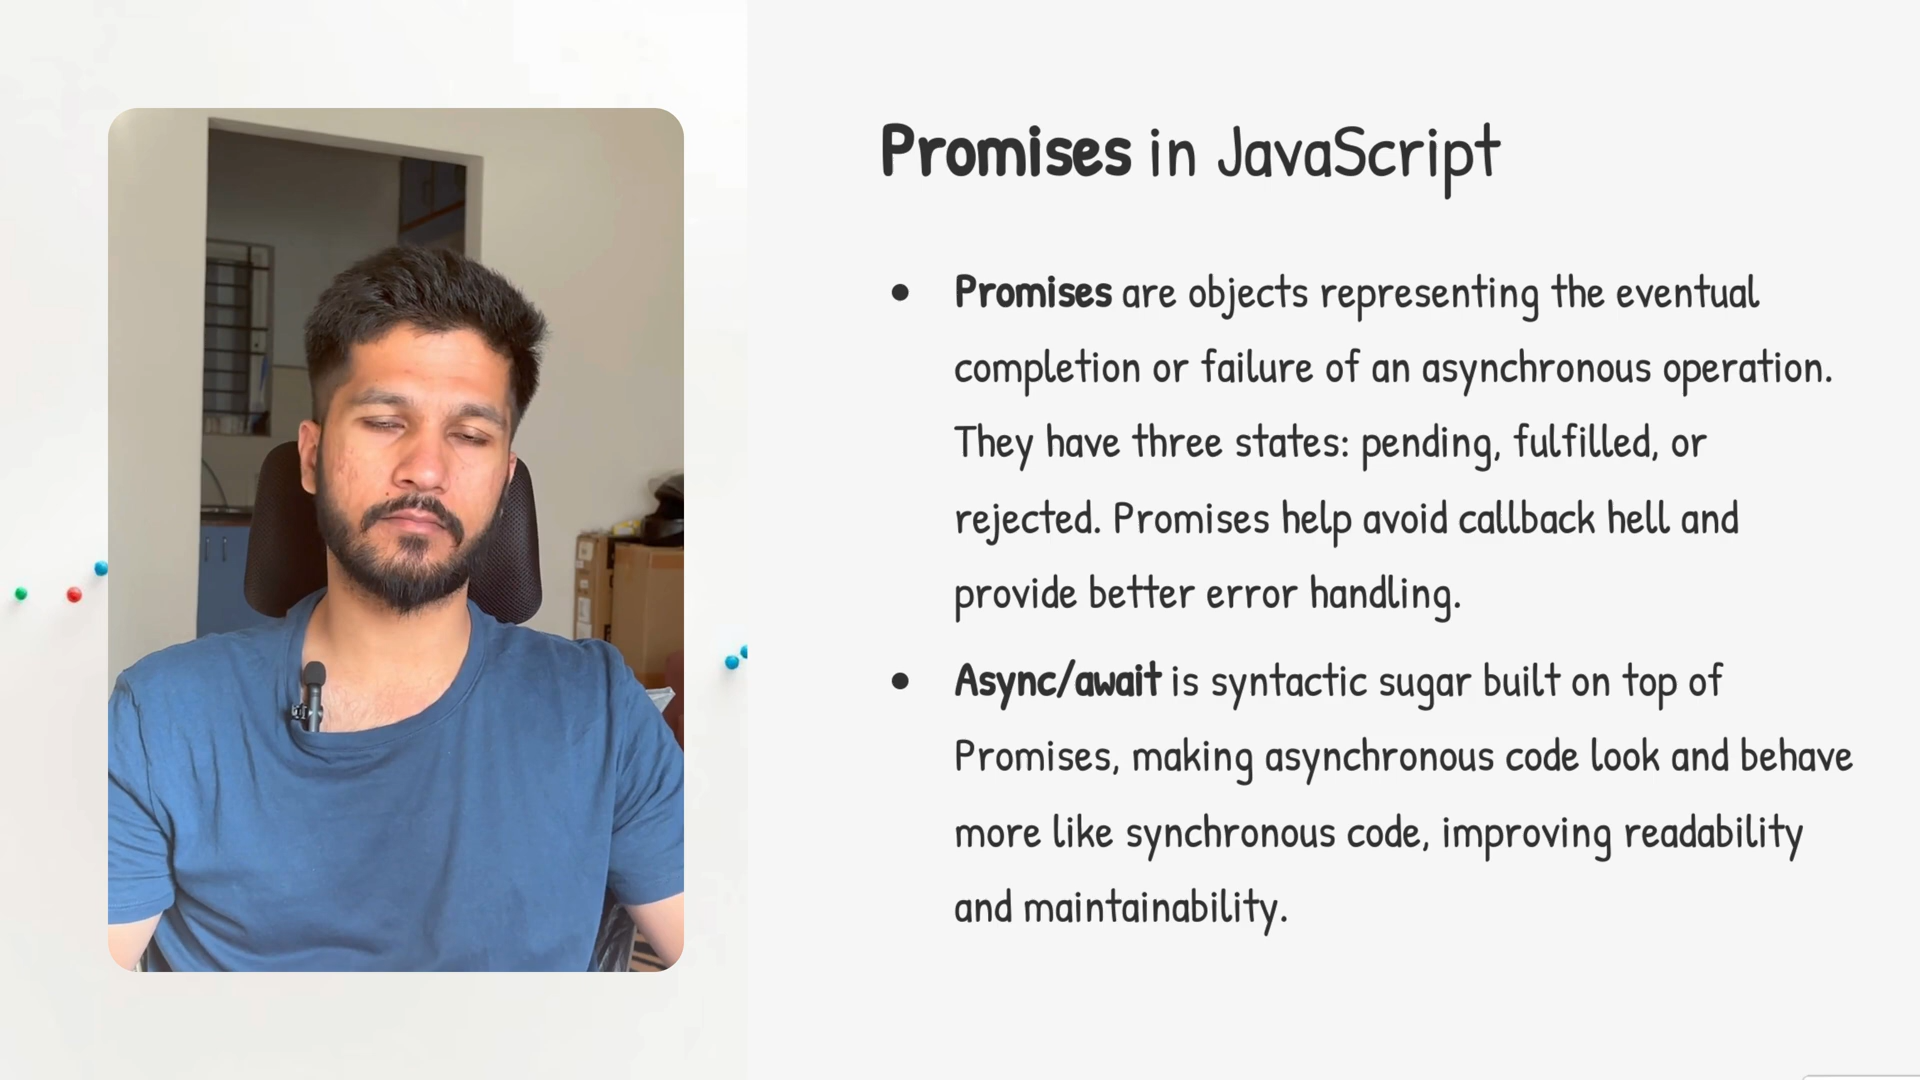 Promises in JavaScript
Promises are objects representing the eventual
completion or failure of an asynchronous operation.
They have three states: pending, fulfilled, or
rejected. Promises help avoid callback hell and
provide better error handling.
Async/await is syntactic sugar built on top of
Promises, making asynchronous code look and behave
more like synchronous code, improving readability
and maintainability.